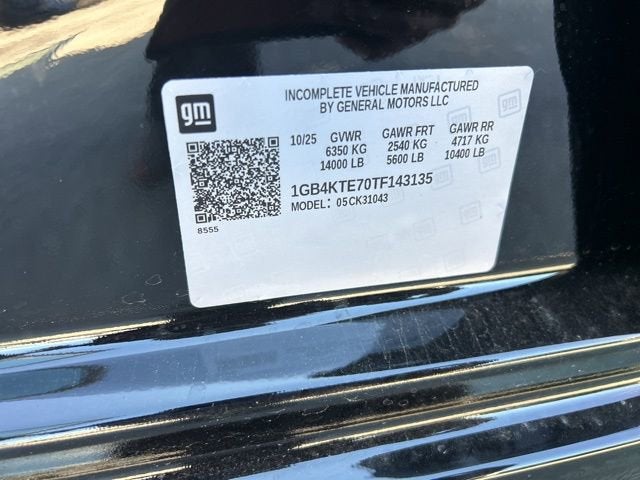 INCOMPLETE VEHICLE MANUFACTURED
BY GENERAL MOTORS LLC
gm
10/25 GVWR GAWR FRT GAWR RR
6350 KG 2540 KG 4717 KG
14000 LB 5600 LB 10400 LB
1GB4KTE70TF143135
MODEL: 05CK31043
8555